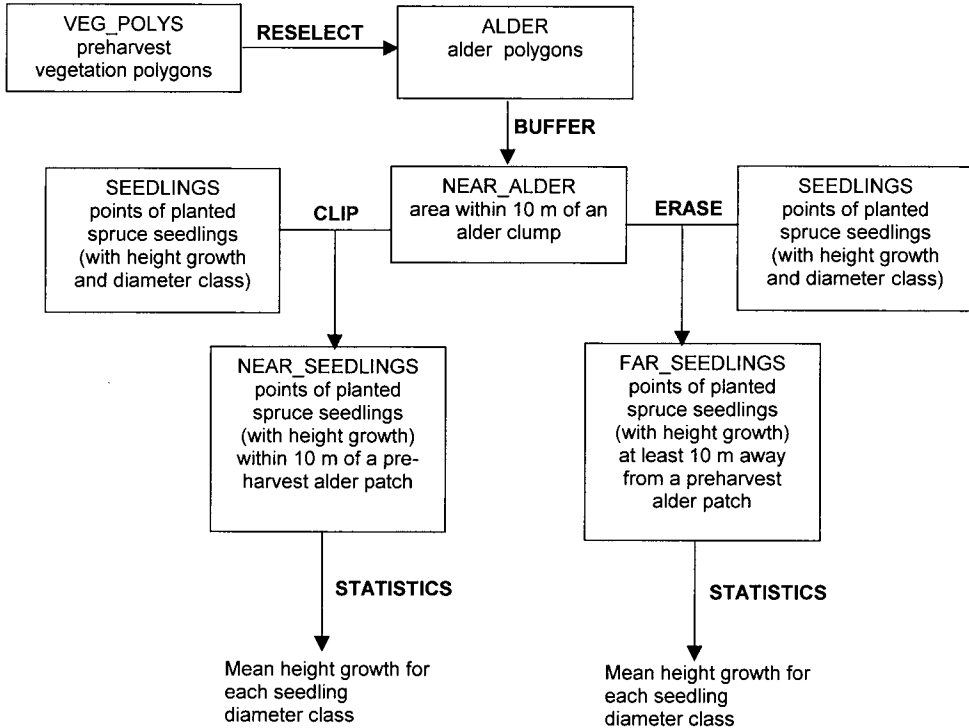 VEG_POLYS
preharvest
vegetation polygons
RESELECT
ALDER
alder polygons
BUFFER
SEEDLINGS
points of planted
spruce seedlings
(with height growth
and diameter class)
CLIP
NEAR_ALDER
area within 10 m of an
alder clump
ERASE
SEEDLINGS
points of planted
spruce seedlings
(with height growth
and diameter class)
NEAR_SEEDLINGS
points of planted
spruce seedlings
(with height growth)
within 10 m of a pre-
harvest alder patch
FAR_SEEDLINGS
points of planted
spruce seedlings
(with height growth)
at least 10 m away
from a preharvest
alder patch
STATISTICS
STATISTICS
Mean height growth for
each seedling
diameter class
Mean height growth for
each seedling
diameter class